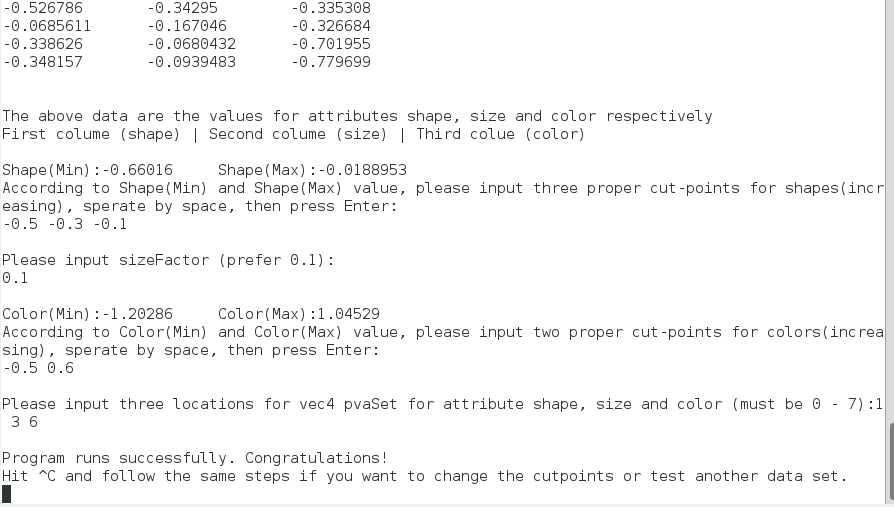 -0.526786 -0.34295 -0.335308
-0.0685611 -0.167046 -0.326684
-0.338626 -0.0680432 -0.701955
-0.348157 -0.0939483 -0.779699
The above data are the values for attributes shape, size and color respectively
First colume (shape) | Second colume (size) | Third colue (color)
Shape(Min):-0.66016 Shape(Max):-0.0188953
According to Shape(Min) and Shape(Max) value, please input three proper cut-points for shapes(incr
easing), sperate by space, then press Enter:
-0.5 -0.3 -0.1
Please input sizeFactor (prefer 0.1):
0.1
Color(Min):-1.20286 Color(Max):1.04529
According to Color(Min) and Color(Max) value, please input two proper cut-points for colors(increa
sing), sperate by space, then press Enter:
-0.5 0.6
Please input three locations for vec4 pvaSet for attribute shape, size and color (must be 0 - 7):1
3 6
Program runs successfully. Congratulations!
Hit ^C and follow the same steps if you want to change the cutpoints or test another data set.